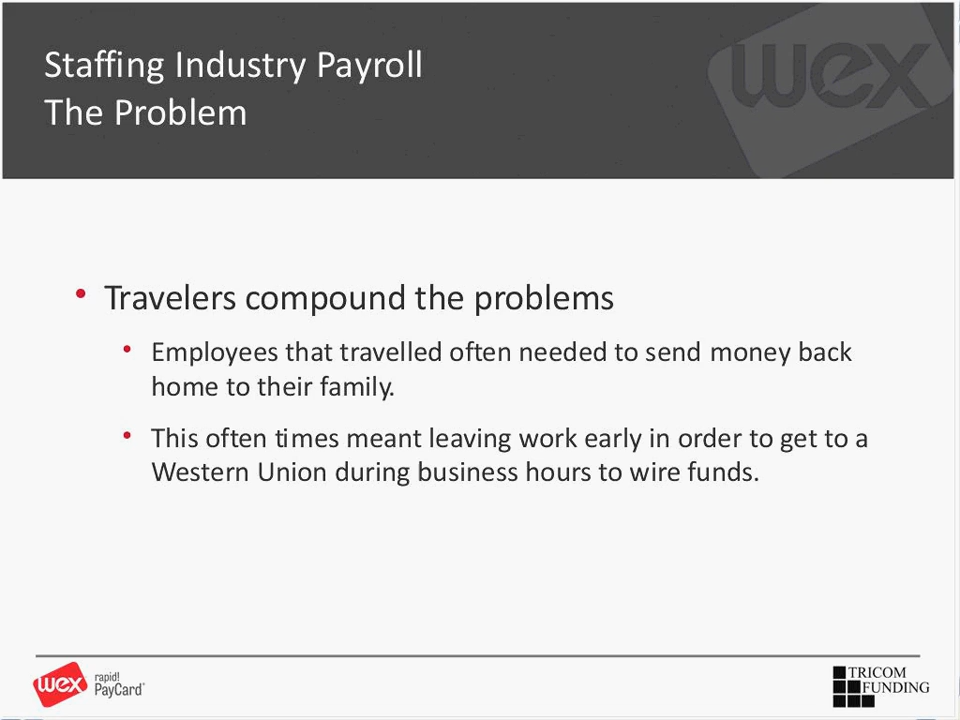 Staffing Industry Payroll
The Problem
wex
• Travelers compound the problems
• Employees that travelled often needed to send money back
home to their family.
• This often times meant leaving work early in order to get to a
Western Union during business hours to wire funds.
wex
rapid!
PayCard®
TRICOM
FUNDING